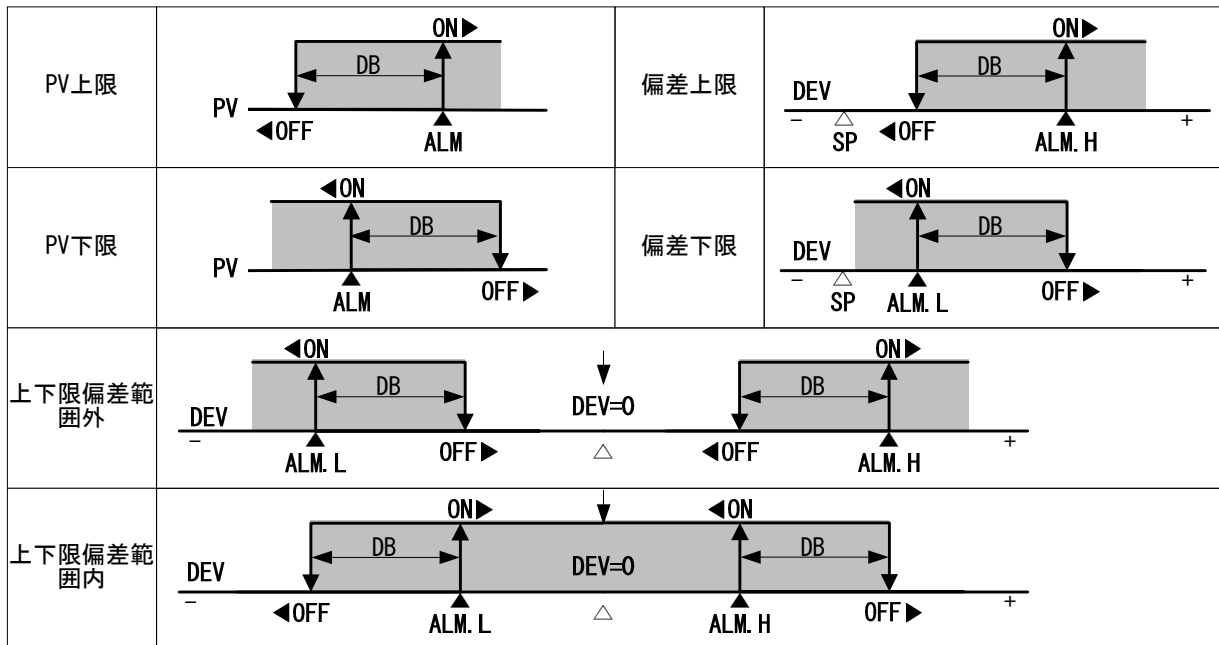 PV上限
ON▶
DB
PV
◀OFF
ALM
偏差上限
ON▶
DB
DEV
−
SP
◀OFF
ALM.H
+
PV下限
◀ON
DB
PV
ALM
OFF▶
偏差下限
◀ON
DB
DEV
−
SP
ALM.L
OFF▶
+
上下限偏差範
囲外
◀ON
ON▶
DB
DB
DEV=0
DEV
−
ALM.L
OFF▶
◀OFF
ALM.H
+
上下限偏差範
囲内
ON▶
◀ON
DB
DEV=0
DB
DEV
−
◀OFF
ALM.L
ALM.H
OFF▶
+